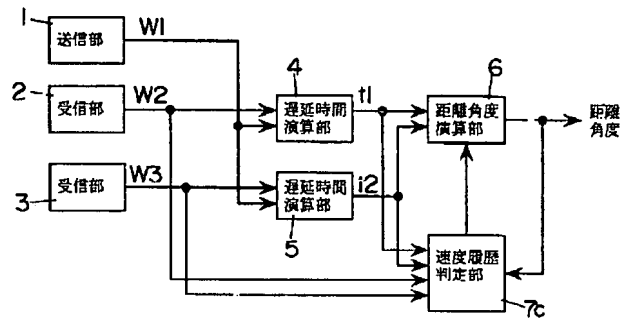 1
送信部
W1
2
受信部
W2
3
受信部
W3
4
遅延時間
演算部
t1
5
遅延時間
演算部
i2
6
距離角度
演算部
距離
角度
速度履歴
判定部
7c